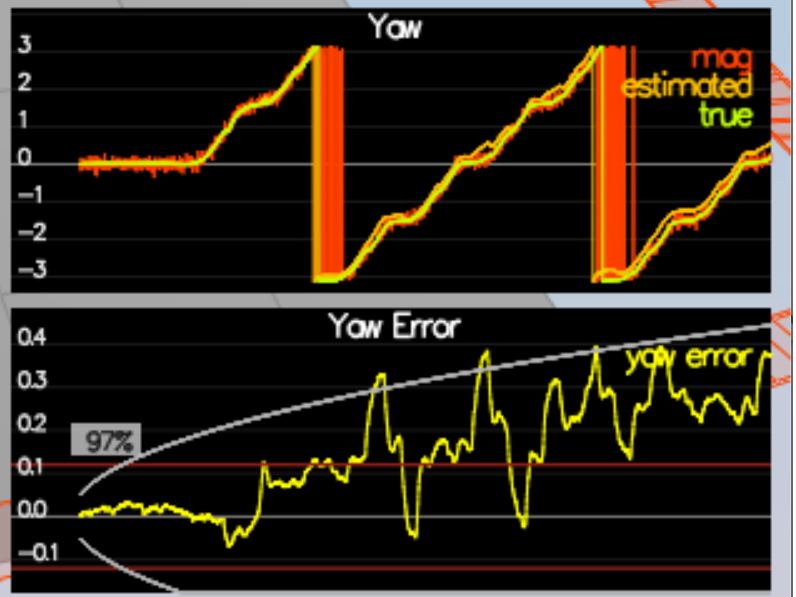 Yaw
3
mag
2
estimated
1
true
0
−1
−2
−3
Yaw Error
0.4
yaw error
0.3
0.2
97%
0.1
0.0
−0.1